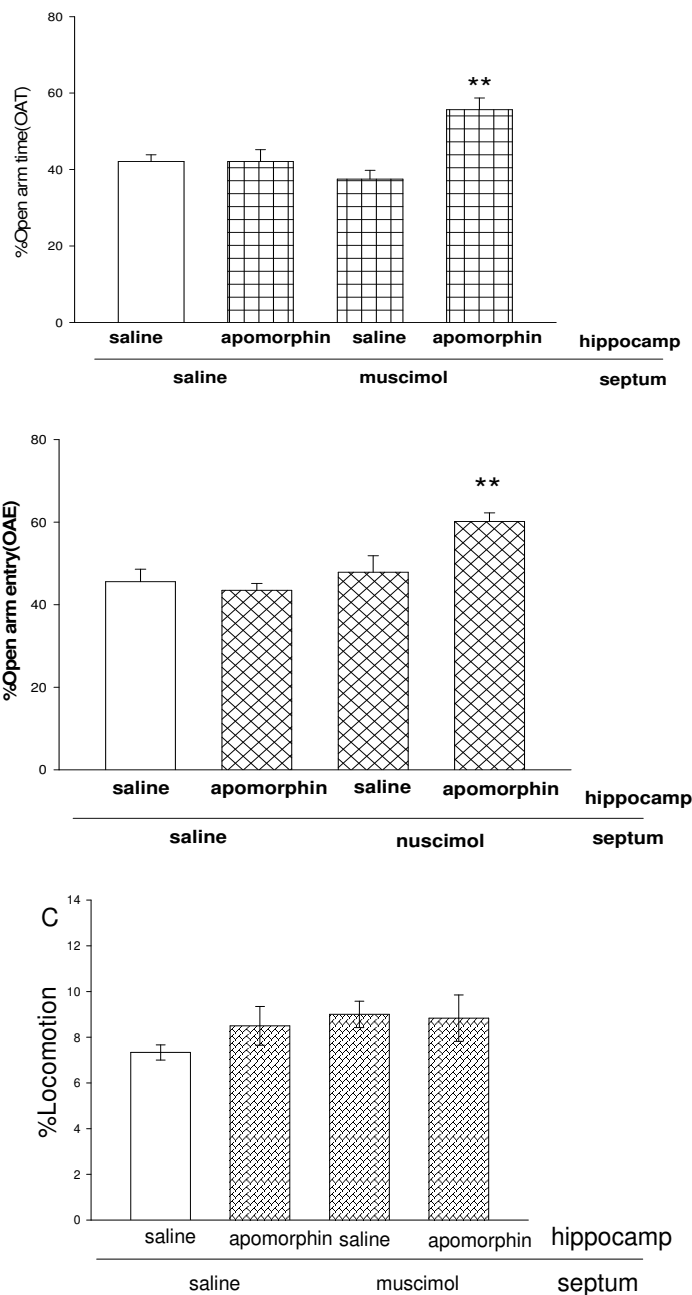 80
60
40
20
0
%Open arm time(OAT)
**
saline apomorphin saline apomorphin hippocamp
saline muscimol septum
80
60
40
20
0
%Open arm entry(OAE)
**
saline apomorphin saline apomorphin hippocamp
saline nuscimol septum
C
14
12
10
8
6
4
2
0
%Locomotion
saline apomorphin saline apomorphin hippocamp
saline muscimol septum